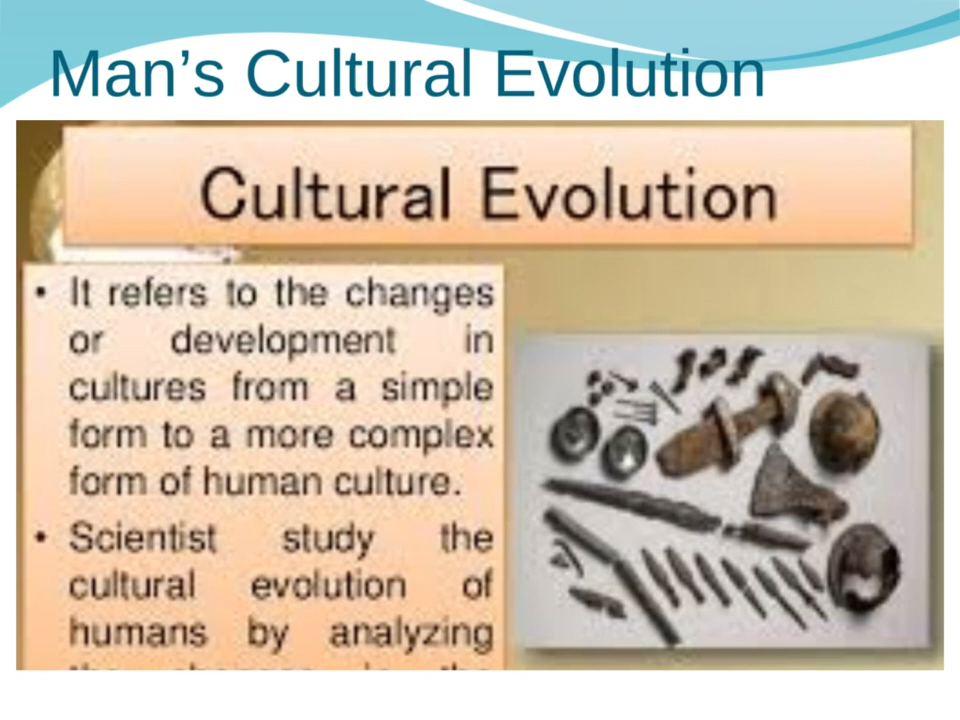 Man’s Cultural Evolution
Cultural Evolution
• It refers to the changes
or development in
cultures from a simple
form to a more complex
form of human culture.
• Scientist study the
cultural evolution of
humans by analyzing